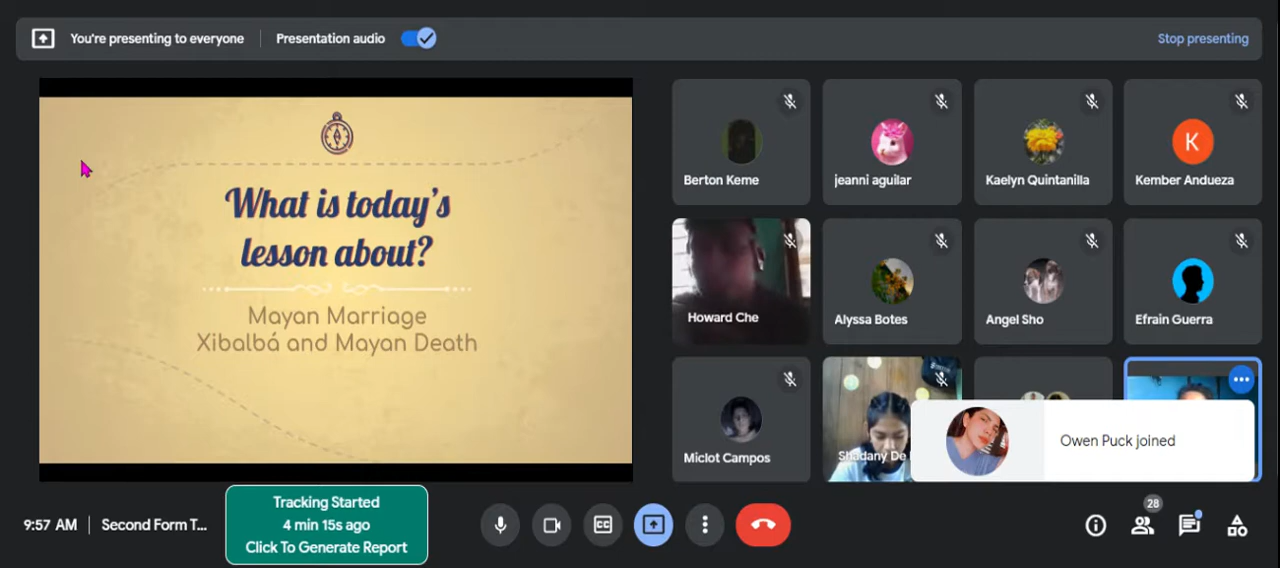 You're presenting to everyone
Presentation audio
Stop presenting
What is today's
lesson about?
Mayan Marriage
Xibalbá and Mayan Death
Berton Keme
jeanni aguilar
Kaelyn Quintanilla
K
Kember Andueza
Howard Che
Alyssa Botes
Angel Sho
Efrain Guerra
Miclot Campos
Shadany De
Owen Puck joined
9:57 AM
Second Form T...
Tracking Started
4 min 15s ago
Click To Generate Report
CC
28